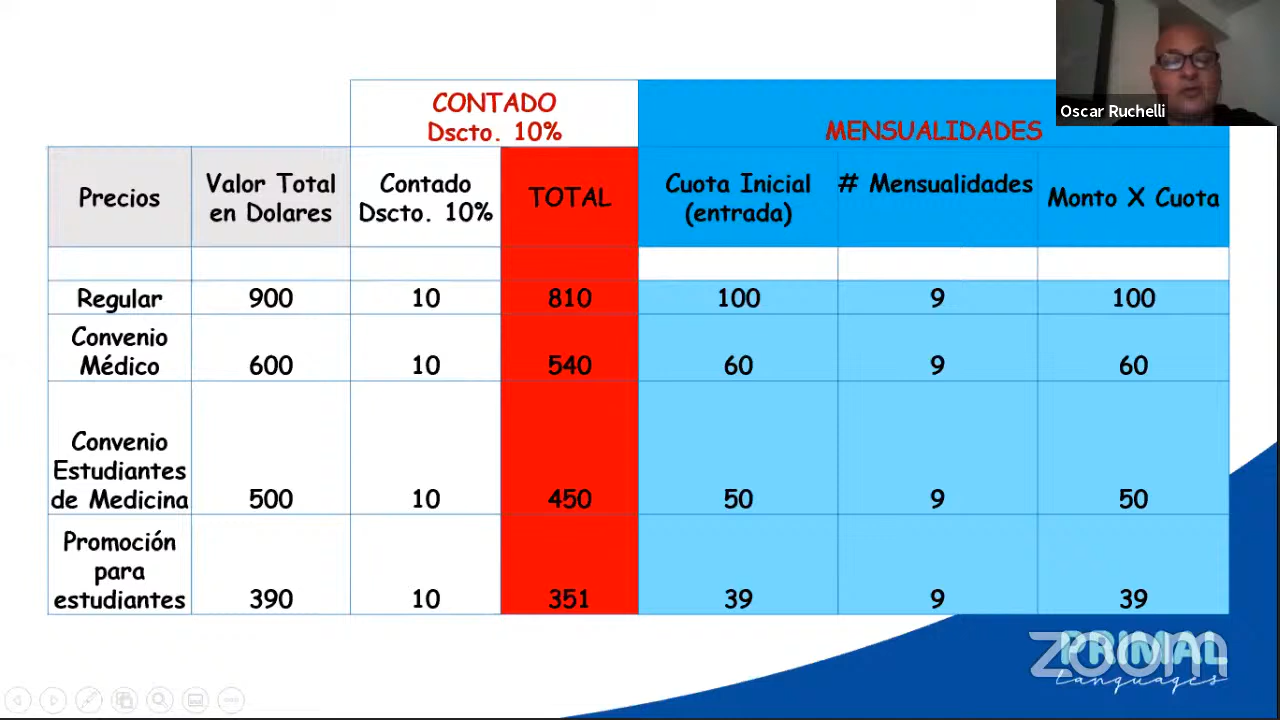 Oscar Ruchelli
CONTADO
Dscto. 10%
MENSUALIDADES
Precios
Valor Total
en Dolares
Contado
Dscto. 10%
TOTAL
Cuota Inicial
(entrada)
# Mensualidades
Monto X Cuota
Regular 900 10 810 100 9 100
Convenio
Médico 600 10 540 60 9 60
Convenio
Estudiantes
de Medicina 500 10 450 50 9 50
Promoción
para
estudiantes 390 10 351 39 9 39
PRIMAL
Languages
zoom